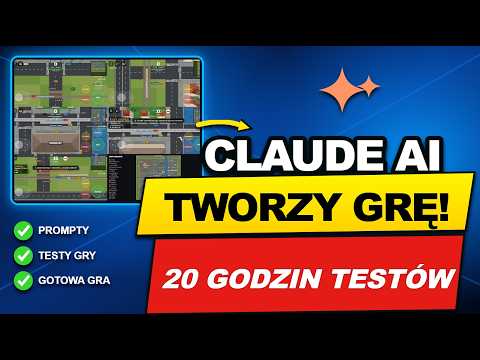 CLAUDE AI
TWORZY GRĘ!
20 GODZIN TESTÓW
PROMPTY
TESTY GRY
GOTOWA GRA